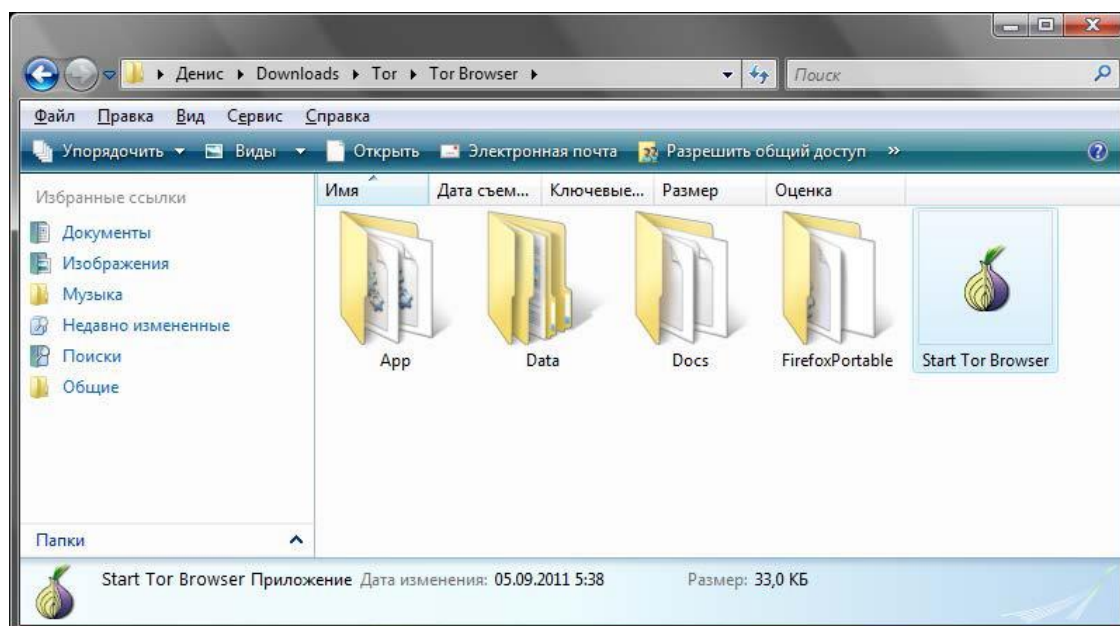 Денис Downloads Tor Tor Browser
Поиск
Файл Правка Вид Сервис Справка
Упорядочить Виды Открыть Электронная почта Разрешить общий доступ »
Избранные ссылки
Документы
Изображения
Музыка
Недавно измененные
Поиски
Общие
Папки
Имя Дата съем... Ключевые... Размер Оценка
App Data Docs FirefoxPortable Start Tor Browser
Start Tor Browser Приложение Дата изменения: 05.09.2011 5:38 Размер: 33,0 КБ